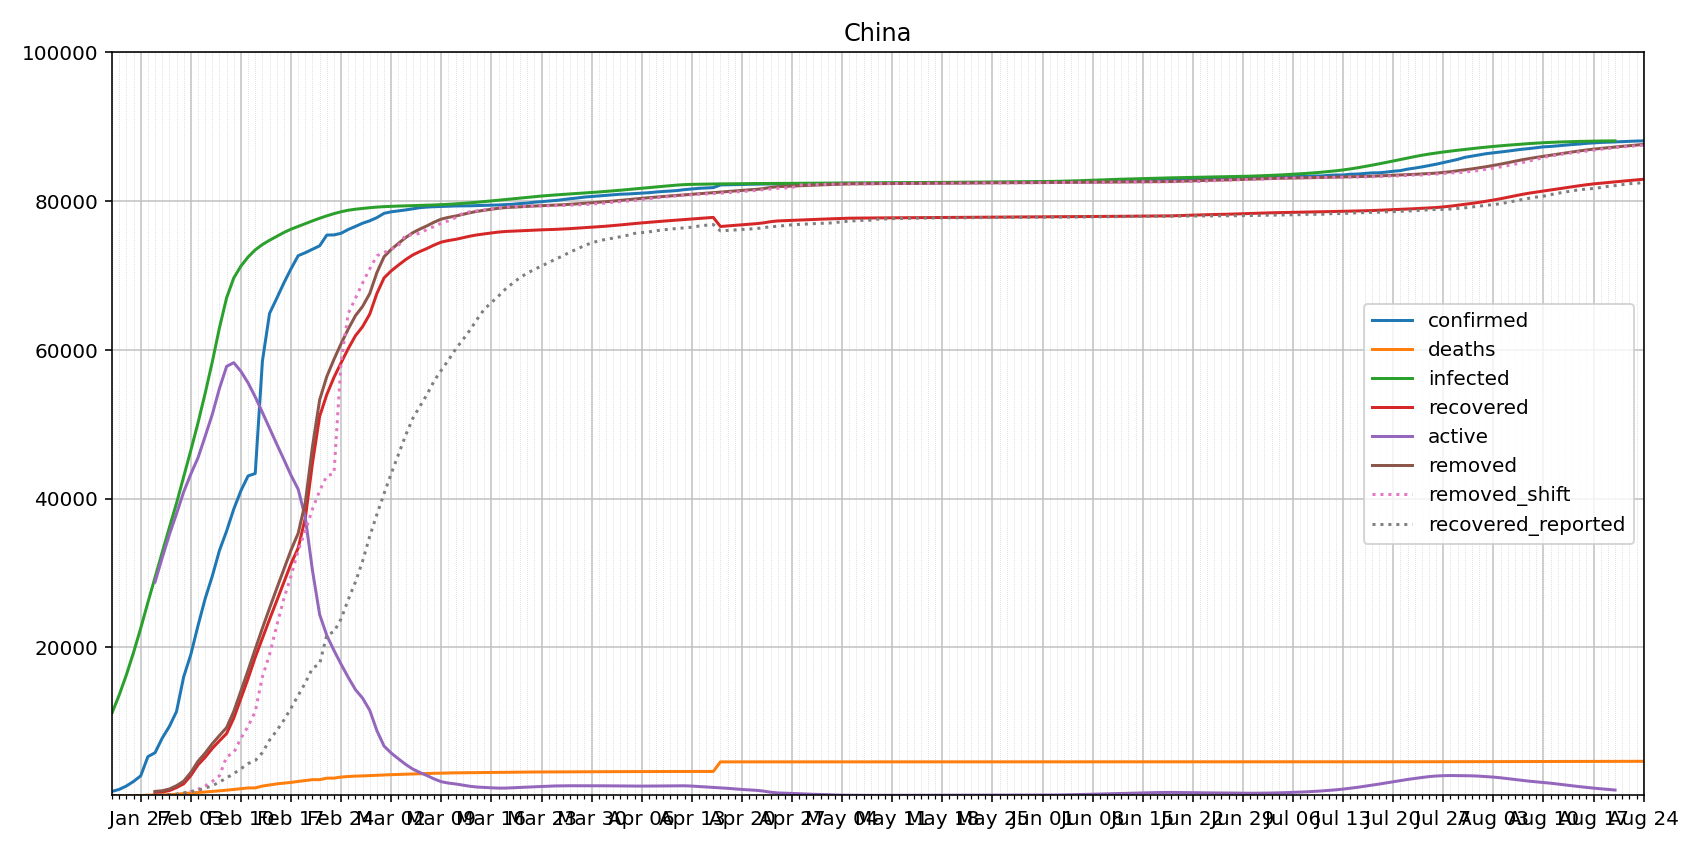 China
100000
80000
60000
40000
20000
Jan 27 Feb 03 Feb 10 Feb 17 Feb 24 Mar 02 Mar 09 Mar 16 Mar 23 Mar 30 Apr 06 Apr 13 Apr 20 Apr 27 May 04 May 11 May 18 May 25 Jun 01 Jun 08 Jun 15 Jun 22 Jun 29 Jul 06 Jul 13 Jul 20 Jul 27 Aug 03 Aug 10 Aug 17 Aug 24
confirmed
deaths
infected
recovered
active
removed
removed_shift
recovered_reported